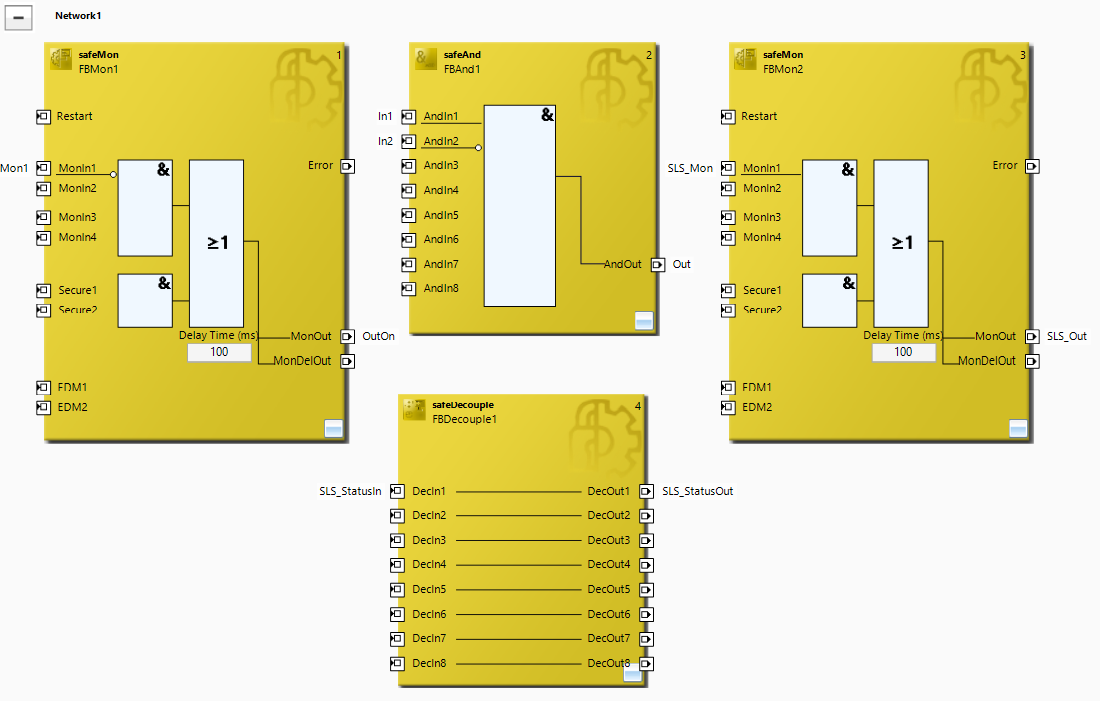 Network1
safeMon 1
FBMon1
Restart
Mon1 MonIn1 & Error
MonIn2
MonIn3
MonIn4
≥1
Secure1 &
Secure2
Delay Time (ms) MonOut OutOn
100
MonDelOut
EDM1
EDM2
safeAnd 2
FBAnd1
In1 AndIn1 &
In2 AndIn2
AndIn3
AndIn4
AndIn5
AndIn6
AndIn7 AndOut Out
AndIn8
safeMon 3
FBMon2
Restart
SLS_Mon MonIn1 & Error
MonIn2
MonIn3
MonIn4
≥1
Secure1 &
Secure2
Delay Time (ms) MonOut SLS_Out
100
MonDelOut
EDM1
EDM2
safeDecouple 4
FBDecouple1
SLS_StatusIn DecIn1 DecOut1 SLS_StatusOut
DecIn2 DecOut2
DecIn3 DecOut3
DecIn4 DecOut4
DecIn5 DecOut5
DecIn6 DecOut6
DecIn7 DecOut7
DecIn8 DecOut8